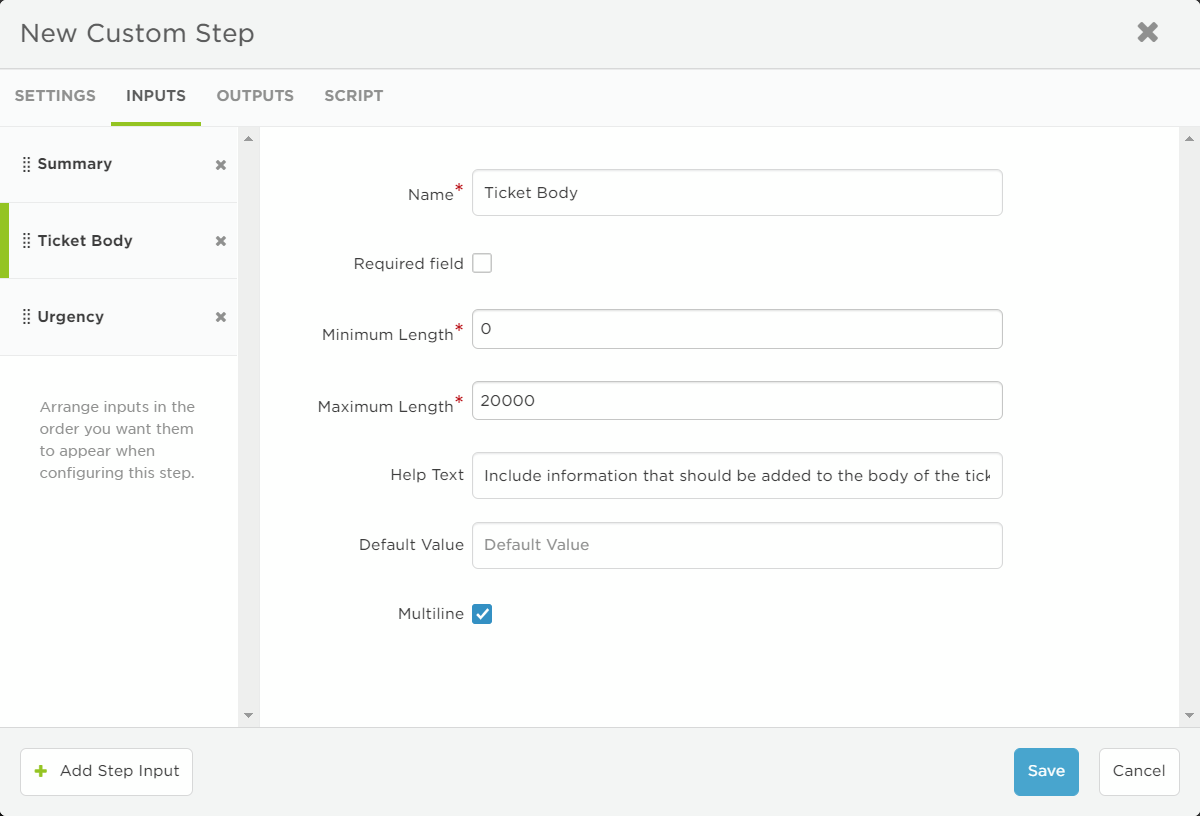 New Custom Step
SETTINGS INPUTS OUTPUTS SCRIPT
Summary
Ticket Body
Urgency
Arrange inputs in the
order you want them
to appear when
configuring this step.
Name* Ticket Body
Required field
Minimum Length* 0
Maximum Length* 20000
Help Text Include information that should be added to the body of the tick
Default Value Default Value
Multiline
Add Step Input
Save Cancel